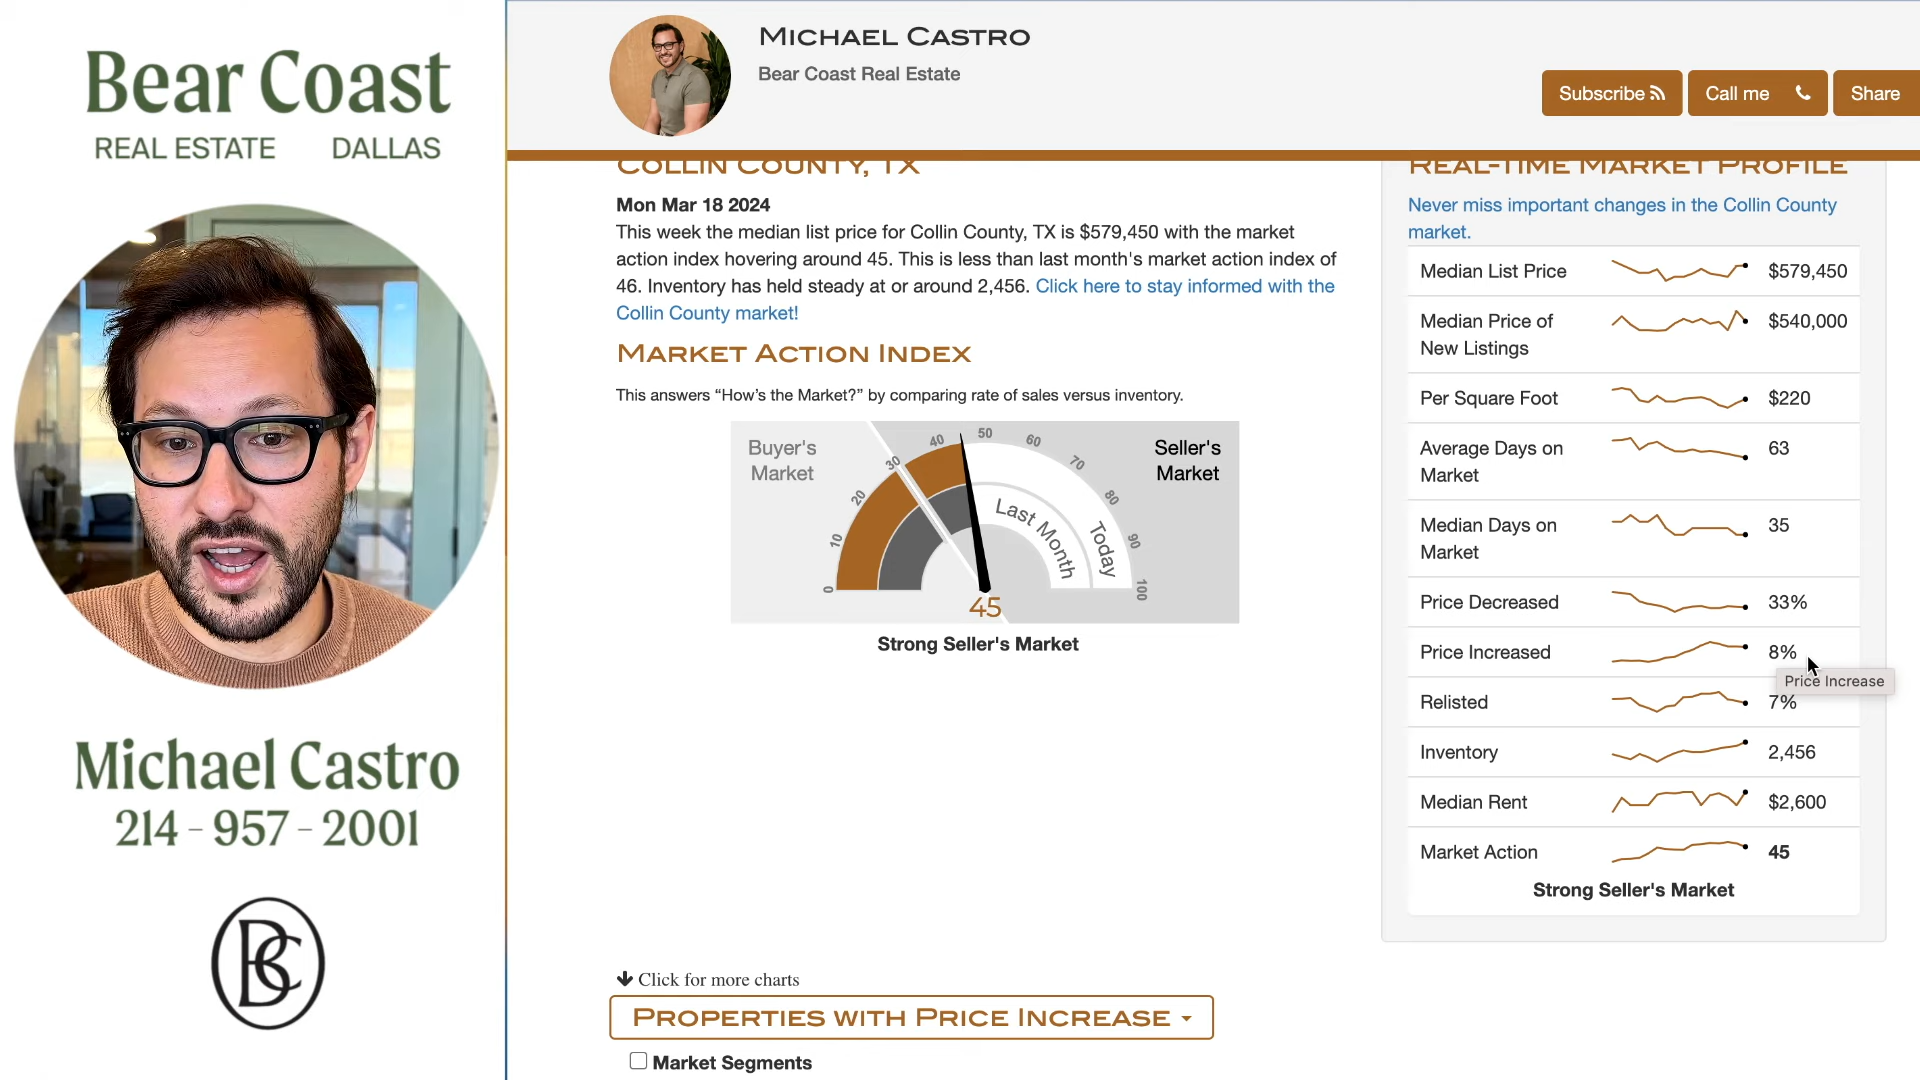 Bear Coast
REAL ESTATE DALLAS
Michael Castro
214 - 957 - 2001
BC
MICHAEL CASTRO
Bear Coast Real Estate
Subscribe
Call me
Share
COLLIN COUNTY, TX
Mon Mar 18 2024
This week the median list price for Collin County, TX is $579,450 with the market
action index hovering around 45. This is less than last month's market action index of
46. Inventory has held steady at or around 2,456. Click here to stay informed with the
Collin County market!
MARKET ACTION INDEX
This answers “How’s the Market?” by comparing rate of sales versus inventory.
Buyer's
Market
Seller's
Market
0
10
20
30
40
50
60
70
80
90
100
Last Month
Today
45
Strong Seller's Market
Click for more charts
PROPERTIES WITH PRICE INCREASE
Market Segments
REAL-TIME MARKET PROFILE
Never miss important changes in the Collin County
market.
Median List Price $579,450
Median Price of
New Listings $540,000
Per Square Foot $220
Average Days on
Market 63
Median Days on
Market 35
Price Decreased 33%
Price Increased 8%
Price Increase
Relisted 7%
Inventory 2,456
Median Rent $2,600
Market Action 45
Strong Seller's Market